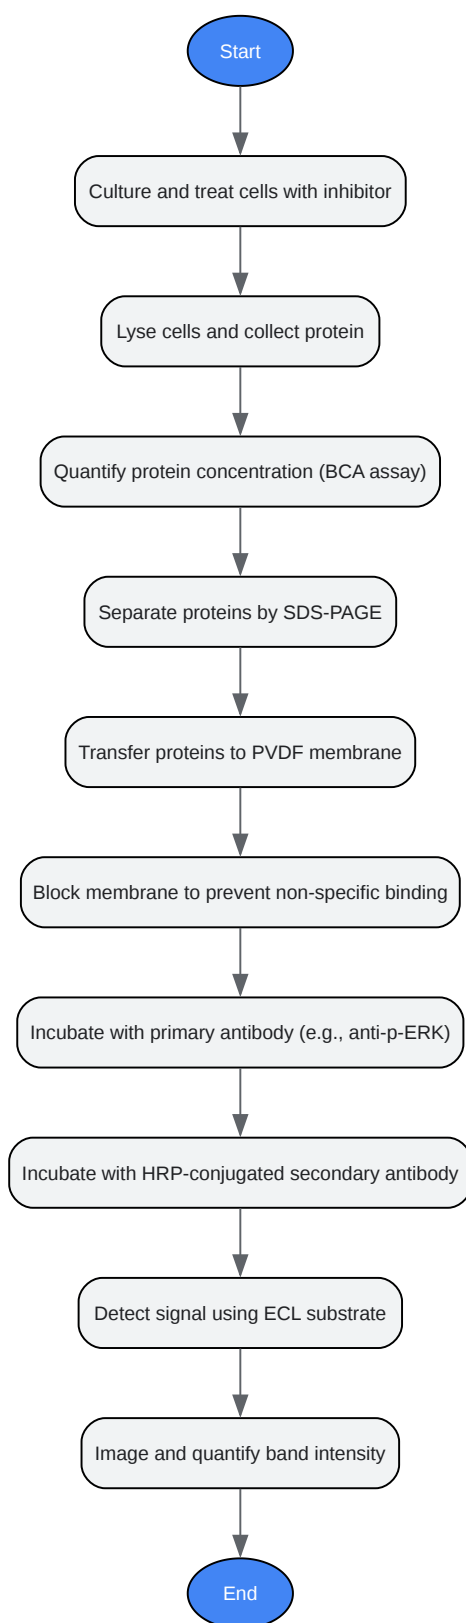 Start
Culture and treat cells with inhibitor
Lyse cells and collect protein
Quantify protein concentration (BCA assay)
Separate proteins by SDS-PAGE
Transfer proteins to PVDF membrane
Block membrane to prevent non-specific binding
Incubate with primary antibody (e.g., anti-p-ERK)
Incubate with HRP-conjugated secondary antibody
Detect signal using ECL substrate
Image and quantify band intensity
End